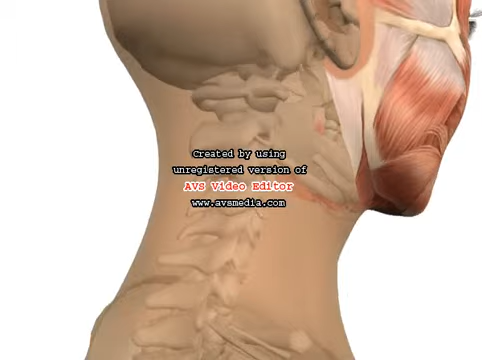 Created by using
unregistered version of
AVS Video Editor
www.avsmedia.com